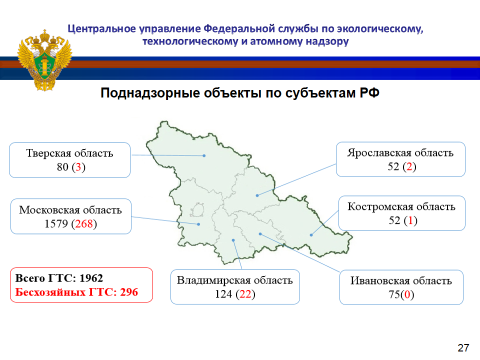 Центральное управление Федеральной службы по экологическому,
технологическому и атомному надзору
Поднадзорные объекты по субъектам РФ
Тверская область
80 (3)
Ярославская область
52 (2)
Московская область
1579 (268)
Костромская область
52 (1)
Всего ГТС: 1962
Бесхозяйных ГТС: 296
Владимирская область
124 (22)
Ивановская область
75(0)
27